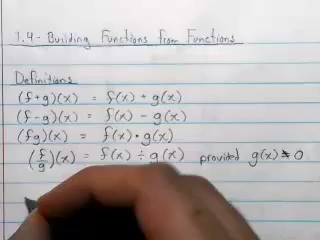 1.4 - Building Functions from Functions
Definitions
(f+g)(x) = f(x) + g(x)
(f-g)(x) = f(x) - g(x)
(fg)(x) = f(x)·g(x)
(f/g)(x) = f(x) ÷ g(x) provided g(x) ≠ 0